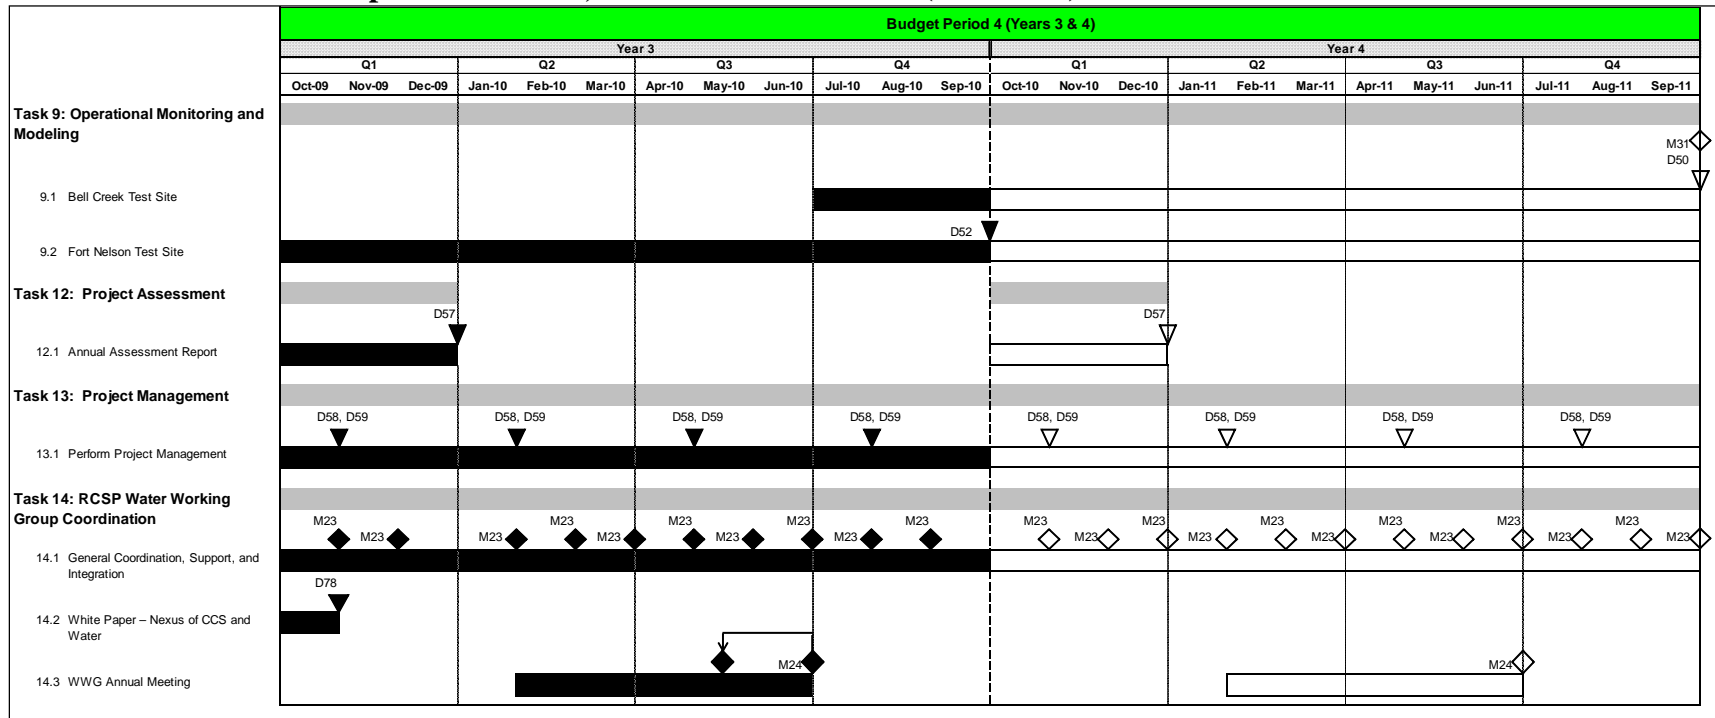 Budget Period 4 (Years 3 & 4)
Year 3 Year 4
Q1 Q2 Q3 Q4 Q1 Q2 Q3 Q4
Oct-09 Nov-09 Dec-09 Jan-10 Feb-10 Mar-10 Apr-10 May-10 Jun-10 Jul-10 Aug-10 Sep-10 Oct-10 Nov-10 Dec-10 Jan-11 Feb-11 Mar-11 Apr-11 May-11 Jun-11 Jul-11 Aug-11 Sep-11
Task 9: Operational Monitoring and
Modeling
M31
D50
9.1 Bell Creek Test Site
D52
9.2 Fort Nelson Test Site
Task 12: Project Assessment
D57 D57
12.1 Annual Assessment Report
Task 13: Project Management
D58, D59 D58, D59 D58, D59 D58, D59 D58, D59 D58, D59 D58, D59 D58, D59
13.1 Perform Project Management
Task 14: RCSP Water Working
Group Coordination
M23 M23 M23 M23 M23 M23 M23 M23 M23 M23 M23
M23 M23 M23 M23 M23 M23 M23 M23 M23 M23 M23
14.1 General Coordination, Support, and
Integration
D78
14.2 White Paper – Nexus of CCS and
Water
M24 M24
14.3 WWG Annual Meeting